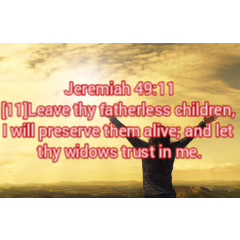 Jeremiah 49:11
[11]Leave thy fatherless children,
I will preserve them alive; and let
thy widows trust in me.